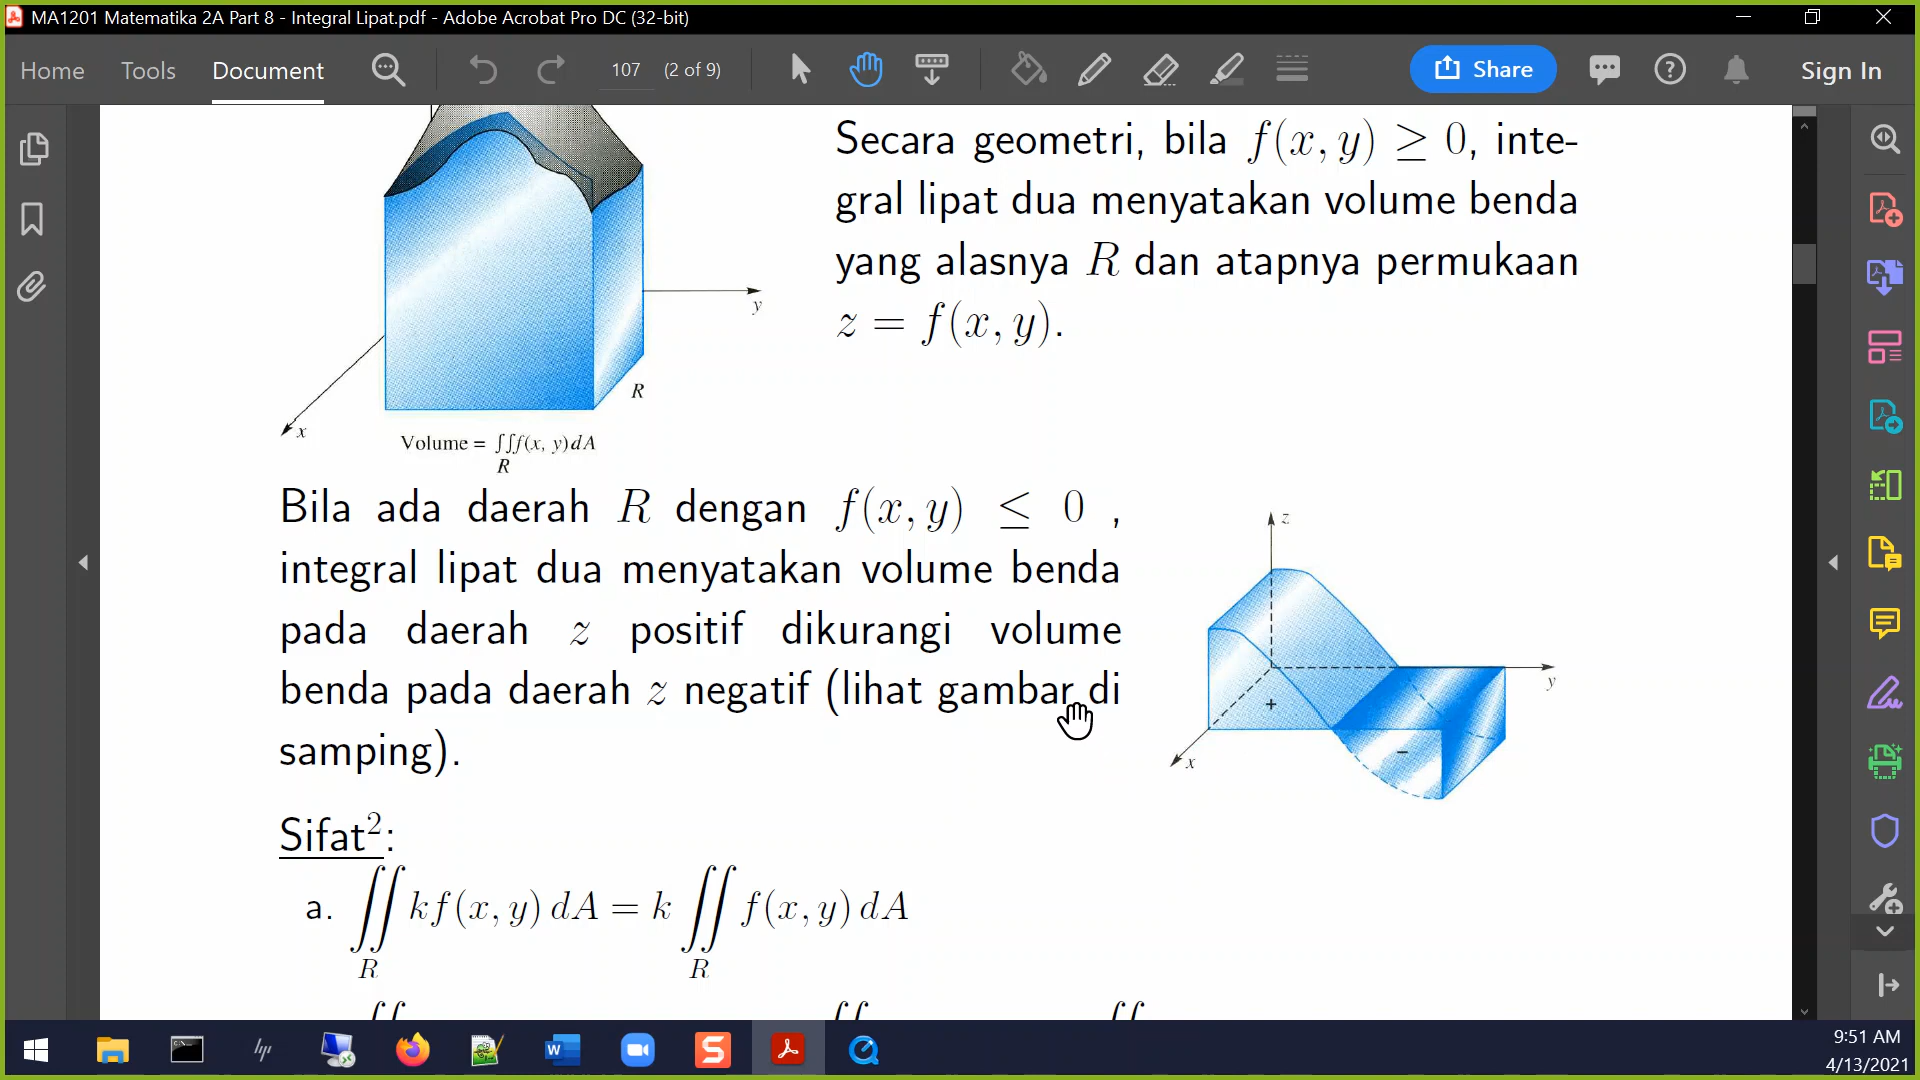 MA1201 Matematika 2A Part 8 - Integral Lipat.pdf - Adobe Acrobat Pro DC (32-bit)
Home Tools Document 107 (2 of 9) Share Sign In
Secara geometri, bila f(x, y) ≥ 0, inte-
gral lipat dua menyatakan volume benda
yang alasnya R dan atapnya permukaan
z = f(x, y).
y
R
x
Volume = ∬f(x, y)dA
R
Bila ada daerah R dengan f(x, y) ≤ 0 ,
integral lipat dua menyatakan volume benda
pada daerah z positif dikurangi volume
benda pada daerah z negatif (lihat gambar di
samping).
z
y
+
−
x
Sifat²:
a. ∬ kf(x, y) dA = k ∬ f(x, y) dA
R R
hp W S
9:51 AM
4/13/2021